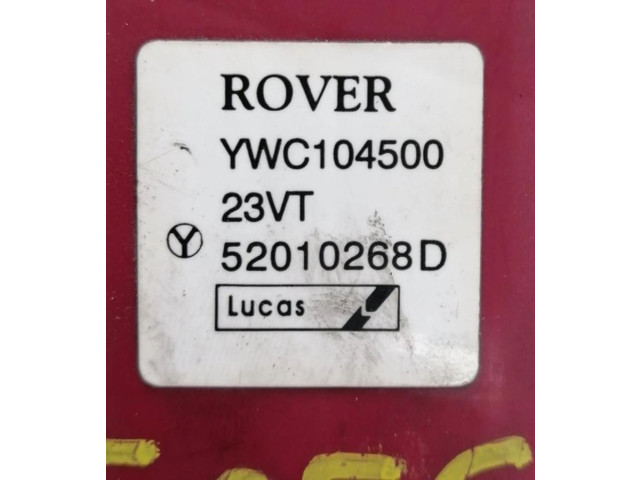 ROVER
YWC104500
23VT
Y 52010268D
Lucas